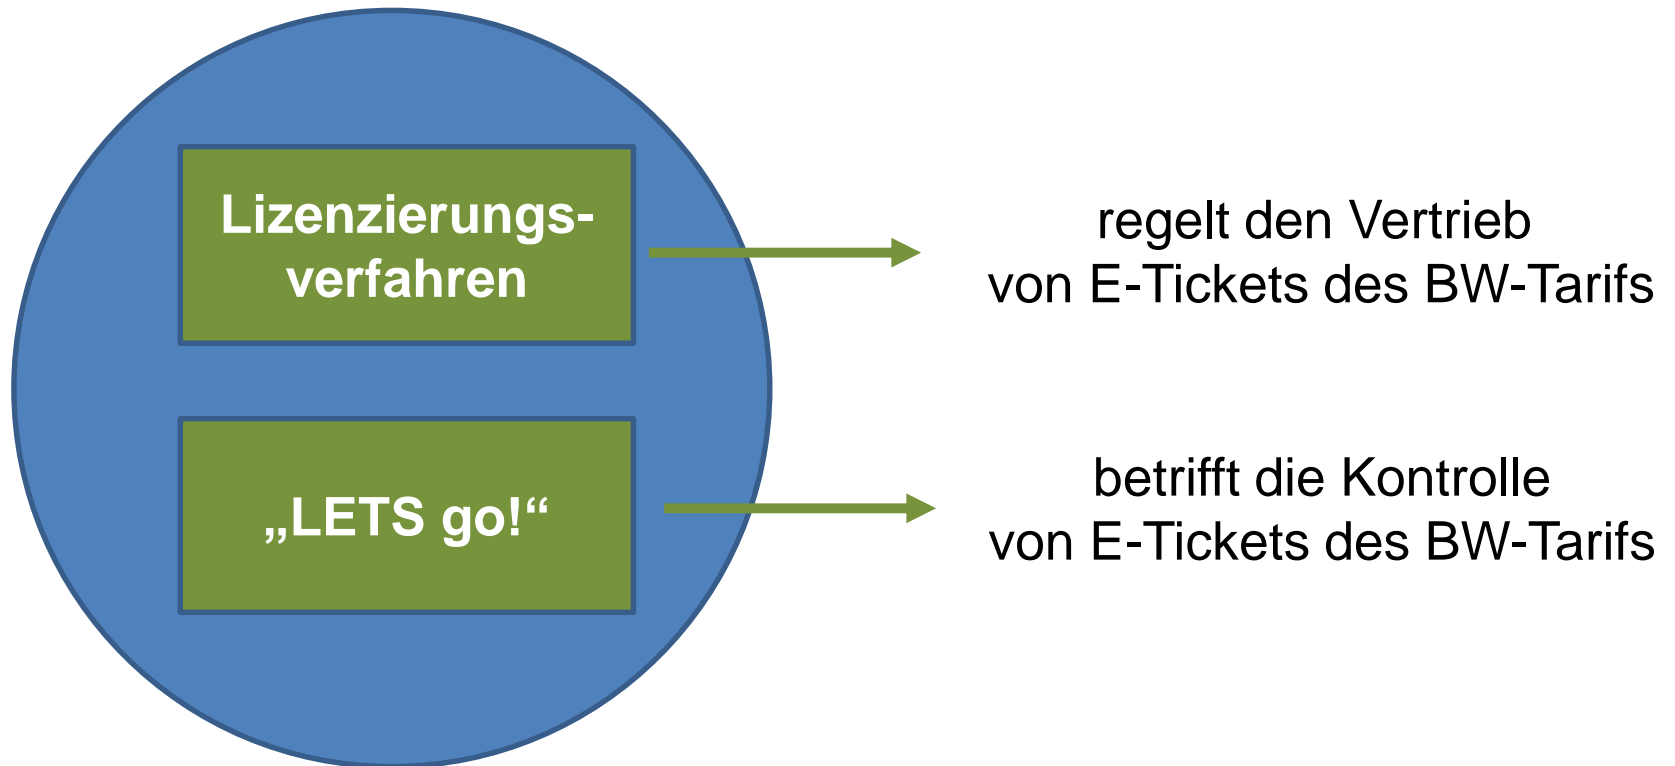 Lizenzierungs-
verfahren
regelt den Vertrieb
von E-Tickets des BW-Tarifs
„LETS go!“
betrifft die Kontrolle
von E-Tickets des BW-Tarifs